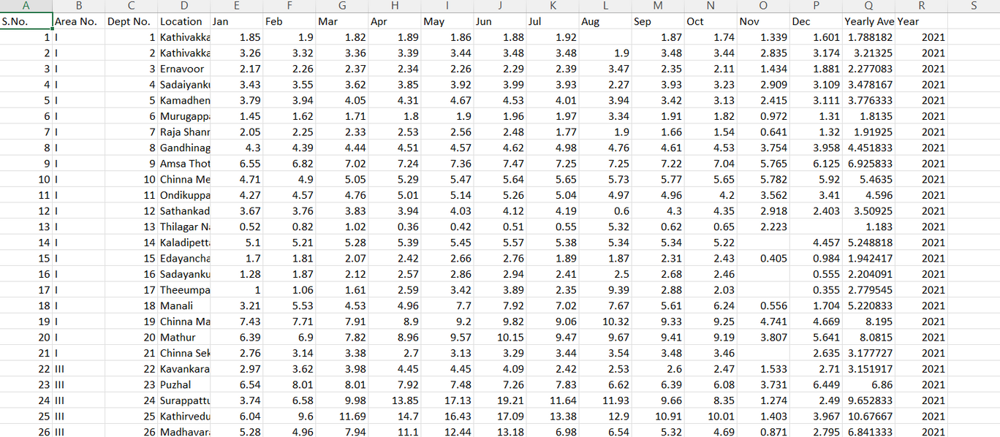 A B C D E F G H I J K L M N O P Q R S
S.No. Area No. Dept No. Location Jan Feb Mar Apr May Jun Jul Aug Sep Oct Nov Dec Yearly Ave Year
1 I 1 Kathivakka 1.85 1.9 1.82 1.89 1.86 1.88 1.92 1.87 1.74 1.339 1.601 1.788182 2021
2 I 2 Kathivakka 3.26 3.32 3.36 3.39 3.44 3.48 3.48 1.9 3.48 3.44 2.835 3.174 3.21325 2021
3 I 3 Ernavoor 2.17 2.26 2.37 2.34 2.26 2.29 2.39 3.47 2.35 2.11 1.434 1.881 2.277083 2021
4 I 4 Sadaiyanku 3.43 3.55 3.62 3.85 3.92 3.99 3.93 2.27 3.93 3.23 2.909 3.109 3.478167 2021
5 I 5 Kamadhen 3.79 3.94 4.05 4.31 4.67 4.53 4.01 3.94 3.42 3.13 2.415 3.111 3.776333 2021
6 I 6 Murugappa 1.45 1.62 1.71 1.8 1.9 1.96 1.97 3.34 1.91 1.82 0.972 1.31 1.8135 2021
7 I 7 Raja Shann 2.05 2.25 2.33 2.53 2.56 2.48 1.77 1.9 1.66 1.54 0.641 1.32 1.91925 2021
8 I 8 Gandhinag 4.3 4.39 4.44 4.51 4.57 4.62 4.98 4.76 4.61 4.53 3.754 3.958 4.451833 2021
9 I 9 Amsa Thot 6.55 6.82 7.02 7.24 7.36 7.47 7.25 7.25 7.22 7.04 5.765 6.125 6.925833 2021
10 I 10 Chinna Me 4.71 4.9 5.05 5.29 5.47 5.64 5.65 5.73 5.77 5.65 5.782 5.92 5.4635 2021
11 I 11 Ondikuppa 4.27 4.57 4.76 5.01 5.14 5.26 5.04 4.97 4.96 4.2 3.562 3.41 4.596 2021
12 I 12 Sathankad 3.67 3.76 3.83 3.94 4.03 4.12 4.19 0.6 4.3 4.35 2.918 2.403 3.50925 2021
13 I 13 Thilagar Na 0.52 0.82 1.02 0.36 0.42 0.51 0.55 5.32 0.62 0.65 2.223 1.183 2021
14 I 14 Kaladipetta 5.1 5.21 5.28 5.39 5.45 5.57 5.38 5.34 5.34 5.22 4.457 5.248818 2021
15 I 15 Edayancha 1.7 1.81 2.07 2.42 2.66 2.76 1.89 1.87 2.31 2.43 0.405 0.984 1.942417 2021
16 I 16 Sadayanku 1.28 1.87 2.12 2.57 2.86 2.94 2.41 2.5 2.68 2.46 0.555 2.204091 2021
17 I 17 Theeumpa 1 1.06 1.61 2.59 3.42 3.89 2.35 9.39 2.88 2.03 0.355 2.779545 2021
18 I 18 Manali 3.21 5.53 4.53 4.96 7.7 7.92 7.02 7.67 5.61 6.24 0.556 1.704 5.220833 2021
19 I 19 Chinna Ma 7.43 7.71 7.91 8.9 9.2 9.82 9.06 10.32 9.33 9.25 4.741 4.669 8.195 2021
20 I 20 Mathur 6.39 6.9 7.82 8.96 9.57 10.15 9.47 9.67 9.41 9.19 3.807 5.641 8.0815 2021
21 I 21 Chinna Sek 2.76 3.14 3.38 2.7 3.13 3.29 3.44 3.54 3.48 3.46 2.635 3.177727 2021
22 III 22 Kavankara 2.97 3.62 3.98 4.45 4.45 4.09 2.42 2.53 2.6 2.47 1.533 2.71 3.151917 2021
23 III 23 Puzhal 6.54 8.01 8.01 7.92 7.48 7.26 7.83 6.62 6.39 6.08 3.731 6.449 6.86 2021
24 III 24 Surappattu 3.74 6.58 9.98 13.85 17.13 19.21 11.64 11.93 9.66 8.35 1.274 2.49 9.652833 2021
25 III 25 Kathirvedu 6.04 9.6 11.69 14.7 16.43 17.09 13.38 12.9 10.91 10.01 1.403 3.967 10.67667 2021
26 III 26 Madhavara 5.28 4.96 7.94 11.1 12.44 13.18 6.98 6.54 5.32 4.69 0.871 2.795 6.841333 2021